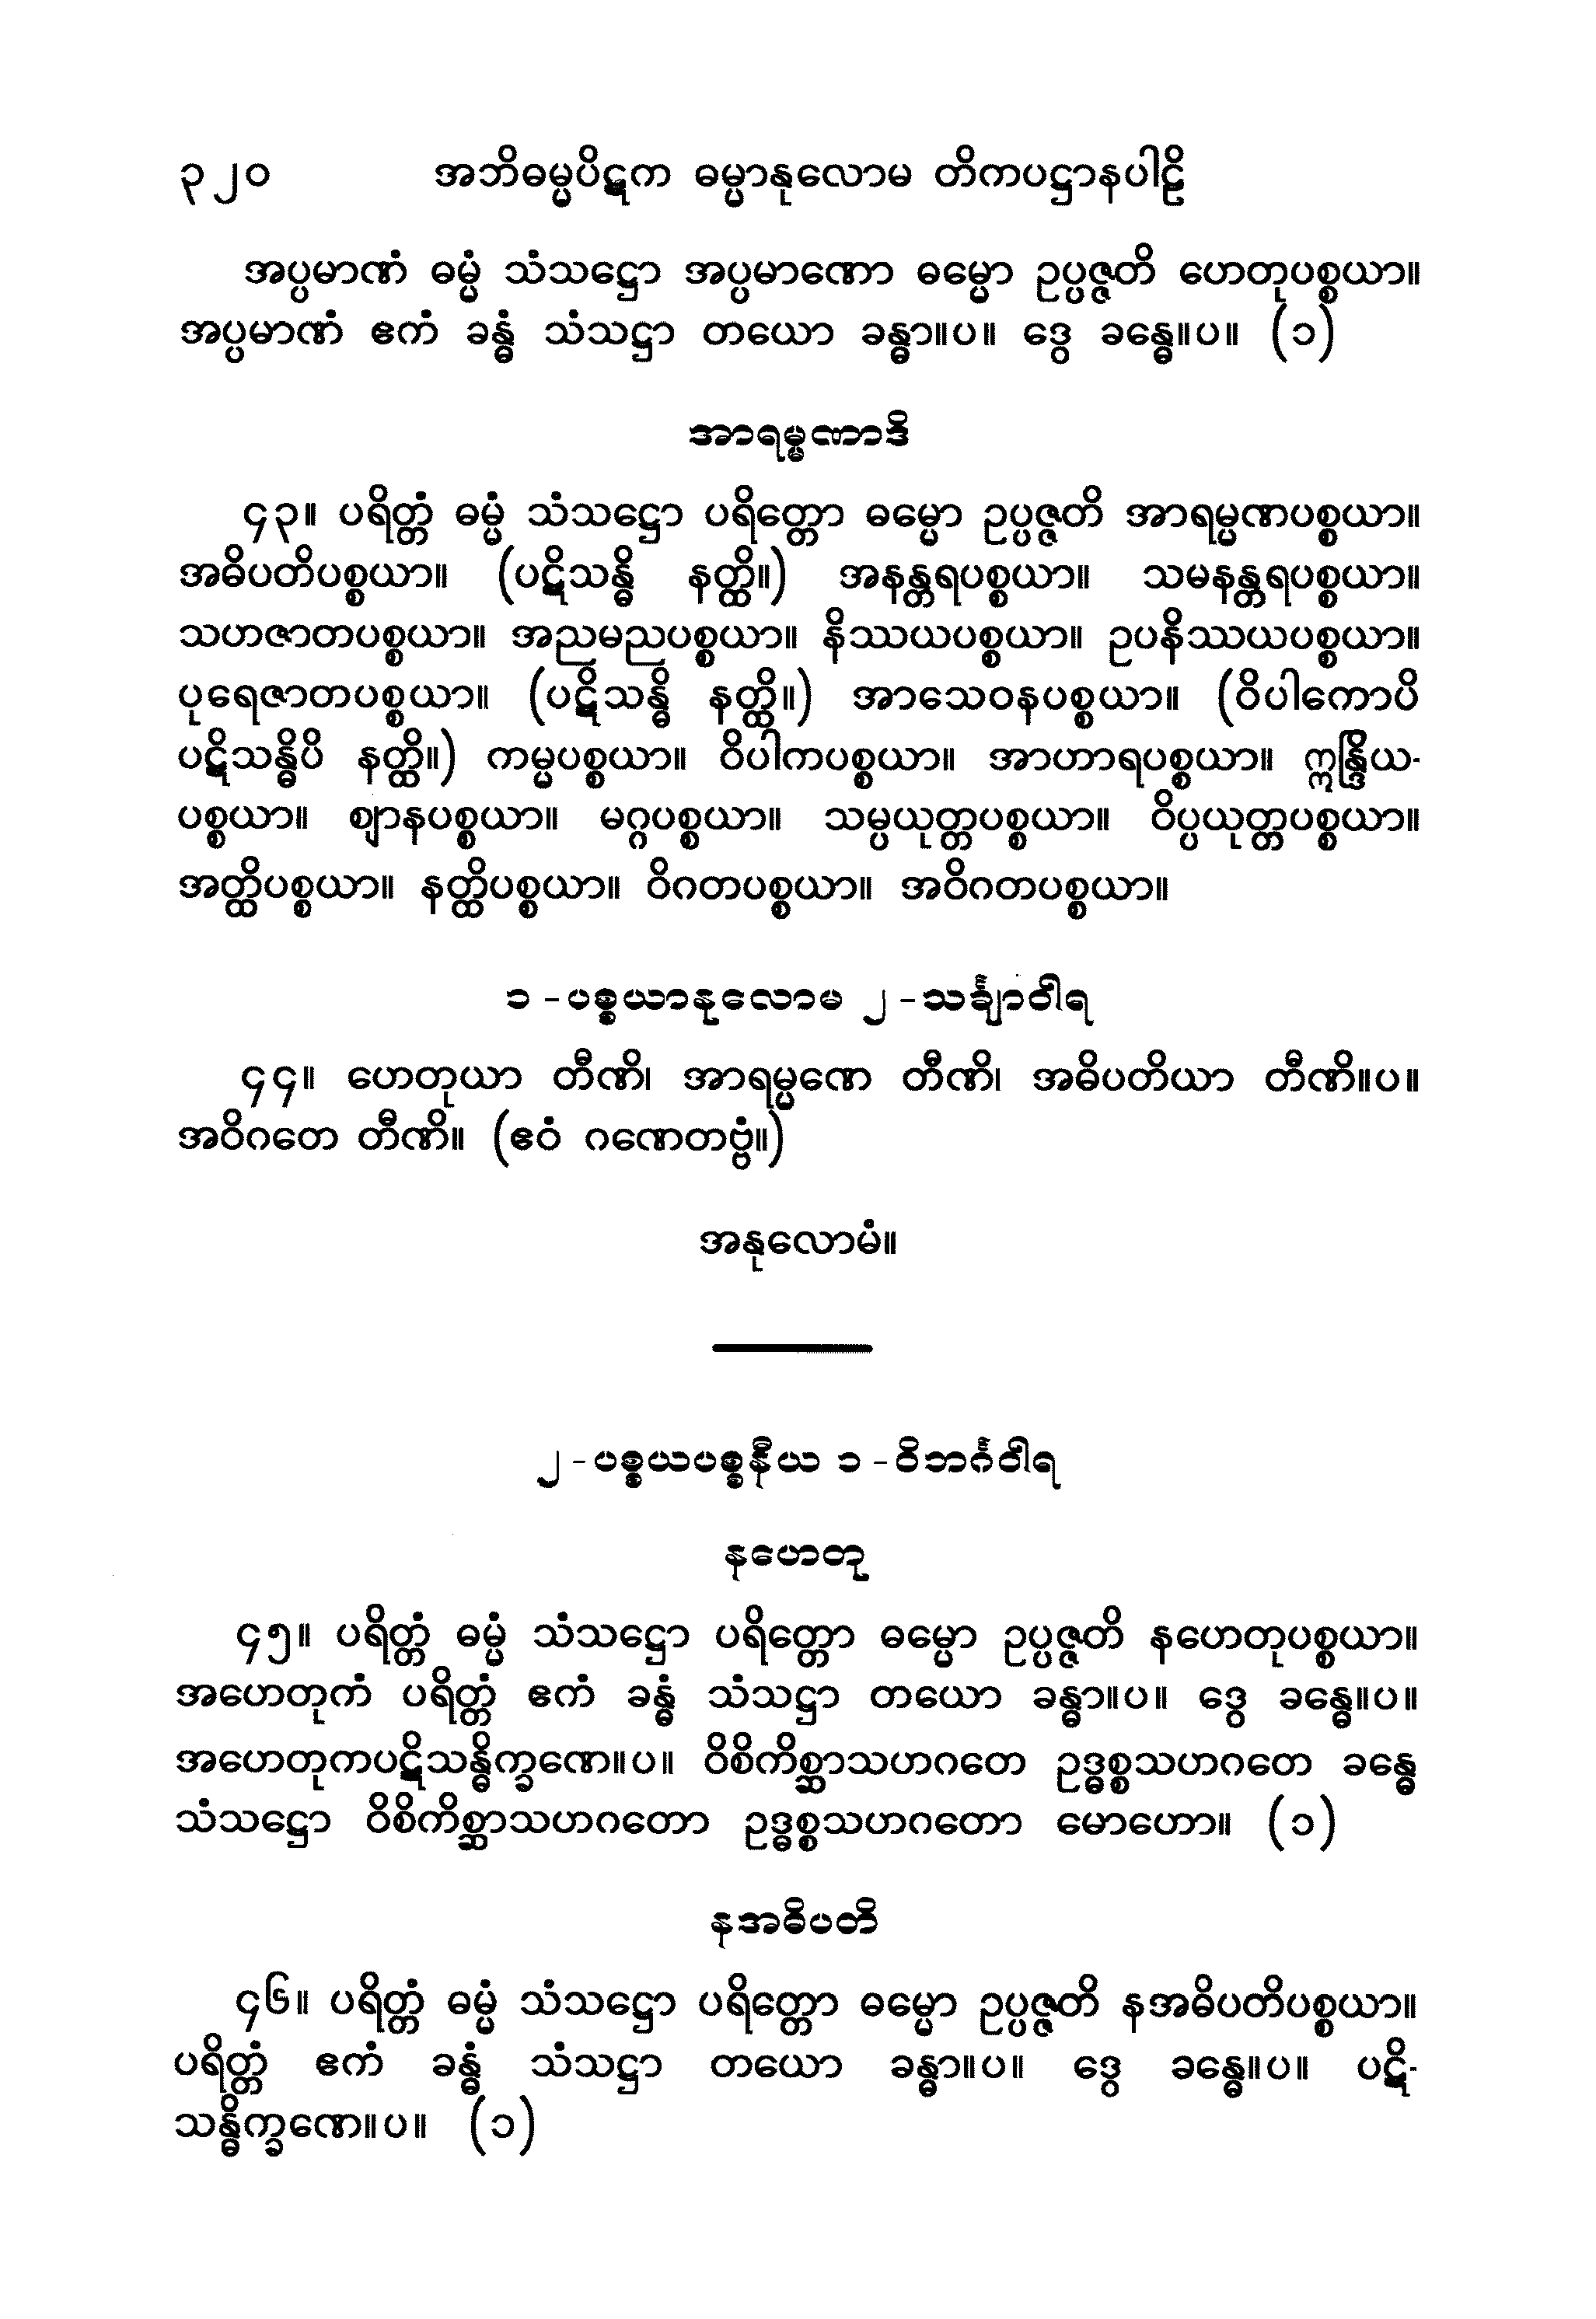 ၃၂၀ အဘိဓမ္မပိဋက ဓမ္မာနုလောမ တိကပဋ္ဌာနပါဠိ
အပ္ပမာဏံ ဓမ္မံ သံသဋ္ဌော အပ္ပမာဏော ဓမ္မော ဥပ္ပဇ္ဇတိ ဟေတုပစ္စယာ။
အပ္ပမာဏံ ဧကံ ခန္ဓံ သံသဋ္ဌာ တယော ခန္ဓာ။ပ။ ဒွေ ခန္ဓေ။ပ။ (၁)
အာရမ္မဏာဒိ
၄၃။ ပရိတ္တံ ဓမ္မံ သံသဋ္ဌော ပရိတ္တော ဓမ္မော ဥပ္ပဇ္ဇတိ အာရမ္မဏပစ္စယာ။
အဓိပတိပစ္စယာ။ (ပဋိသန္ဓိ နတ္ထိ။) အနန္တရပစ္စယာ။ သမနန္တရပစ္စယာ။
သဟဇာတပစ္စယာ။ အညမညပစ္စယာ။ နိဿယပစ္စယာ။ ဥပနိဿယပစ္စယာ။
ပုရေဇာတပစ္စယာ။ (ပဋိသန္ဓိ နတ္ထိ။) အာသေဝနပစ္စယာ။ (ဝိပါကောပိ
ပဋိသန္ဓိပိ နတ္ထိ။) ကမ္မပစ္စယာ။ ဝိပါကပစ္စယာ။ အာဟာရပစ္စယာ။ ဣန္ဒြိယ-
ပစ္စယာ။ ဈာနပစ္စယာ။ မဂ္ဂပစ္စယာ။ သမ္ပယုတ္တပစ္စယာ။ ဝိပ္ပယုတ္တပစ္စယာ။
အတ္ထိပစ္စယာ။ နတ္ထိပစ္စယာ။ ဝိဂတပစ္စယာ။ အဝိဂတပစ္စယာ။
၁ - ပစ္စယာနုလောမ ၂ - သင်္ချာဝါရ
၄၄။ ဟေတုယာ တီဏိ၊ အာရမ္မဏေ တီဏိ၊ အဓိပတိယာ တီဏိ။ပ။
အဝိဂတေ တီဏိ။ (ဧဝံ ဂဏေတဗ္ဗံ။)
အနုလောမံ။
၂ - ပစ္စယပစ္စနီယ ၁ - ဝိဘင်္ဂဝါရ
နဟေတု
၄၅။ ပရိတ္တံ ဓမ္မံ သံသဋ္ဌော ပရိတ္တော ဓမ္မော ဥပ္ပဇ္ဇတိ နဟေတုပစ္စယာ။
အဟေတုကံ ပရိတ္တံ ဧကံ ခန္ဓံ သံသဋ္ဌာ တယော ခန္ဓာ။ပ။ ဒွေ ခန္ဓေ။ပ။
အဟေတုကပဋိသန္ဓိက္ခဏေ။ပ။ ဝိစိကိစ္ဆာသဟဂတေ ဥဒ္ဓစ္စသဟဂတေ ခန္ဓေ
သံသဋ္ဌော ဝိစိကိစ္ဆာသဟဂတော ဥဒ္ဓစ္စသဟဂတော မောဟော။ (၁)
နအဓိပတိ
၄၆။ ပရိတ္တံ ဓမ္မံ သံသဋ္ဌော ပရိတ္တော ဓမ္မော ဥပ္ပဇ္ဇတိ နအဓိပတိပစ္စယာ။
ပရိတ္တံ ဧကံ ခန္ဓံ သံသဋ္ဌာ တယော ခန္ဓာ။ပ။ ဒွေ ခန္ဓေ။ပ။ ပဋိ-
သန္ဓိက္ခဏေ။ပ။ (၁)